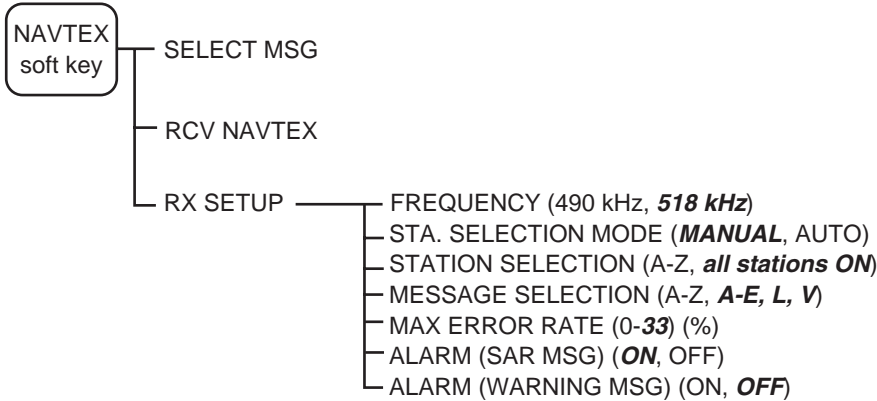 NAVTEX
soft key
SELECT MSG
RCV NAVTEX
RX SETUP
FREQUENCY (490 kHz, 518 kHz)
STA. SELECTION MODE (MANUAL, AUTO)
STATION SELECTION (A-Z, all stations ON)
MESSAGE SELECTION (A-Z, A-E, L, V)
MAX ERROR RATE (0-33) (%)
ALARM (SAR MSG) (ON, OFF)
ALARM (WARNING MSG) (ON, OFF)